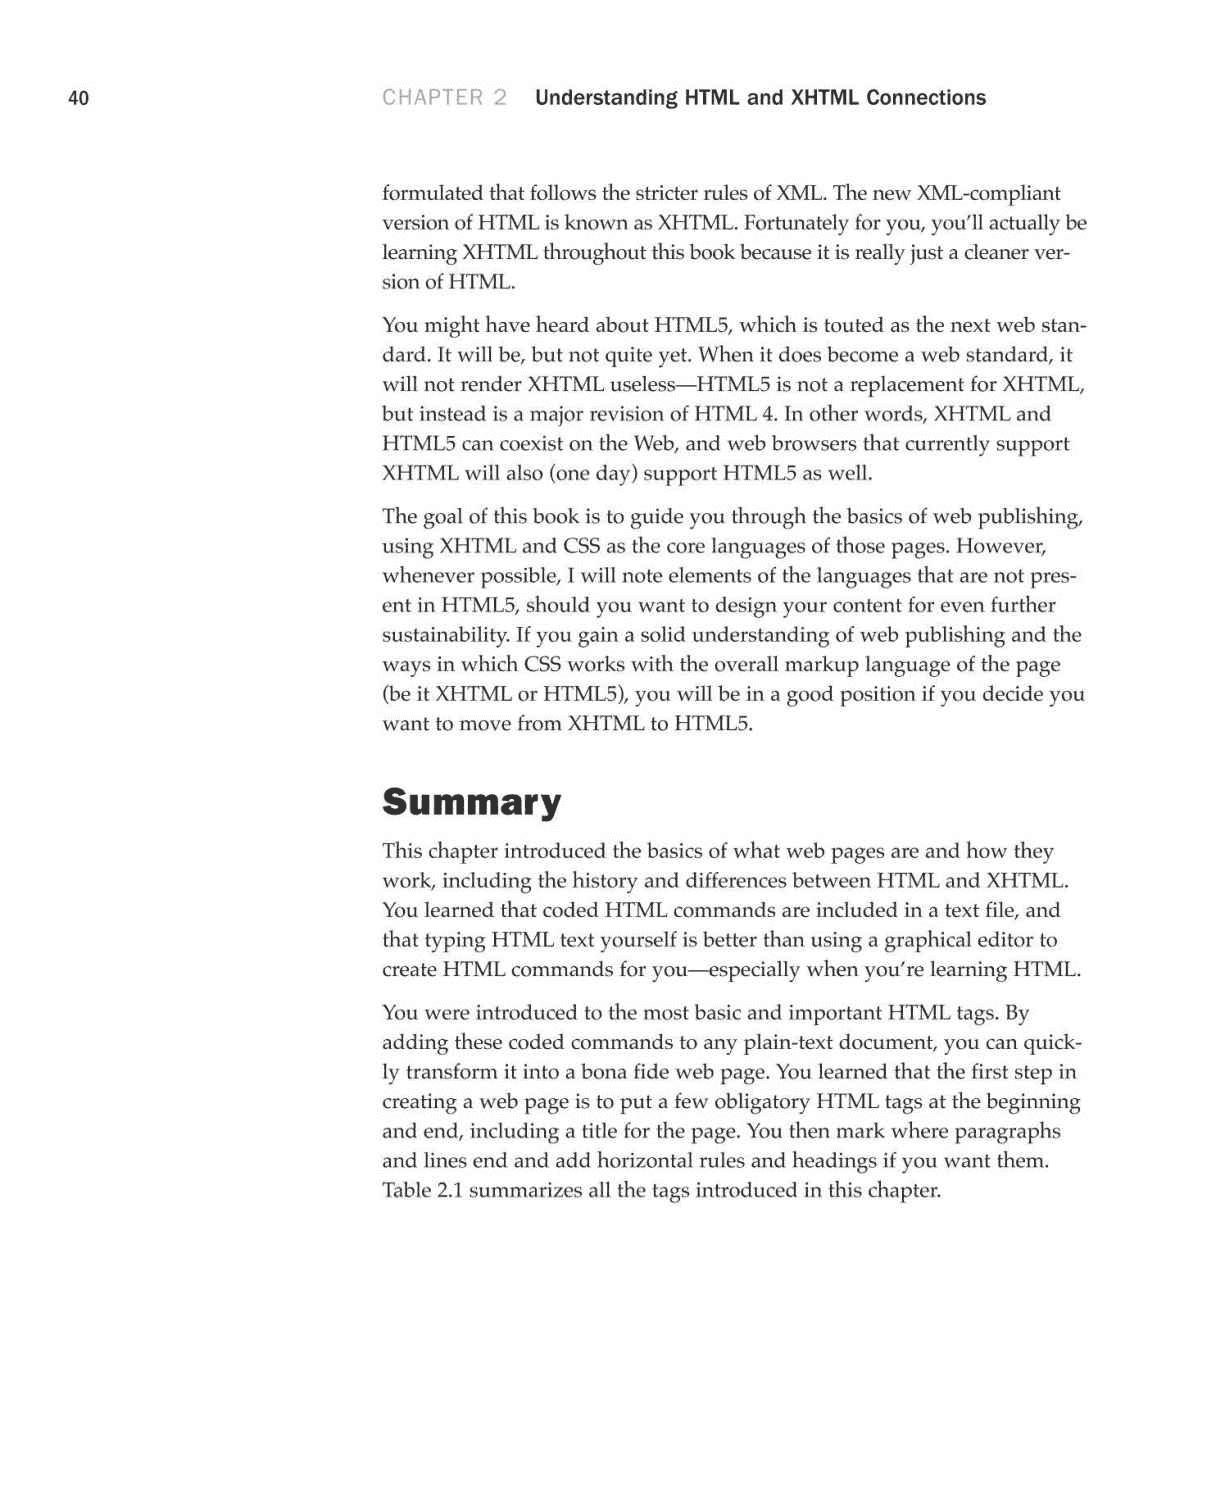 40
CHAPTER 2 Understanding HTML and XHTML Connections
formulated that follows the stricter rules of XML. The new XML-compliant
version of HTML is known as XHTML. Fortunately for you, you'll actually be
learning XHTML throughout this book because it is really just a cleaner ver-
sion of HTML.
You might have heard about HTML5, which is touted as the next web stan-
dard. It will be, but not quite yet. When it does become a web standard, it
will not render XHTML useless—HTML5 is not a replacement for XHTML,
but instead is a major revision of HTML 4. In other words, XHTML and
HTML5 can coexist on the Web, and web browsers that currently support
XHTML will also (one day) support HTML5 as well.
The goal of this book is to guide you through the basics of web publishing,
using XHTML and CSS as the core languages of those pages. However,
whenever possible, I will note elements of the languages that are not pres-
ent in HTML5, should you want to design your content for even further
sustainability. If you gain a solid understanding of web publishing and the
ways in which CSS works with the overall markup language of the page
(be it XHTML or HTML5), you will be in a good position if you decide you
want to move from XHTML to HTML5.
Summary
This chapter introduced the basics of what web pages are and how they
work, including the history and differences between HTML and XHTML.
You learned that coded HTML commands are included in a text file, and
that typing HTML text yourself is better than using a graphical editor to
create HTML commands for you—especially when you're learning HTML.
You were introduced to the most basic and important HTML tags. By
adding these coded commands to any plain-text document, you can quick-
ly transform it into a bona fide web page. You learned that the first step in
creating a web page is to put a few obligatory HTML tags at the beginning
and end, including a title for the page. You then mark where paragraphs
and lines end and add horizontal rules and headings if you want them.
Table 2.1 summarizes all the tags introduced in this chapter.